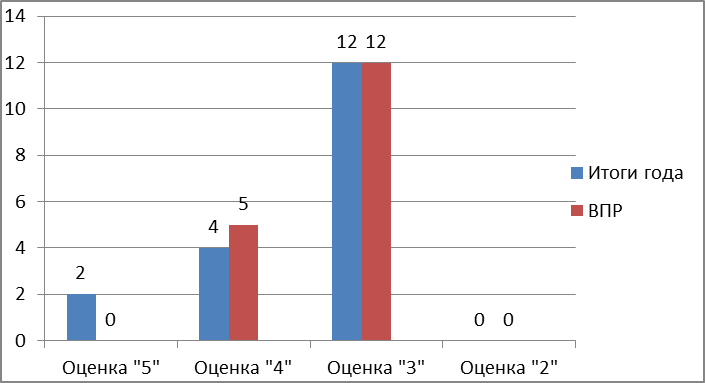 14
12
10
8
6
4
2
0
2
0
4
5
12
12
0
0
Оценка "5"
Оценка "4"
Оценка "3"
Оценка "2"
Итоги года
ВПР